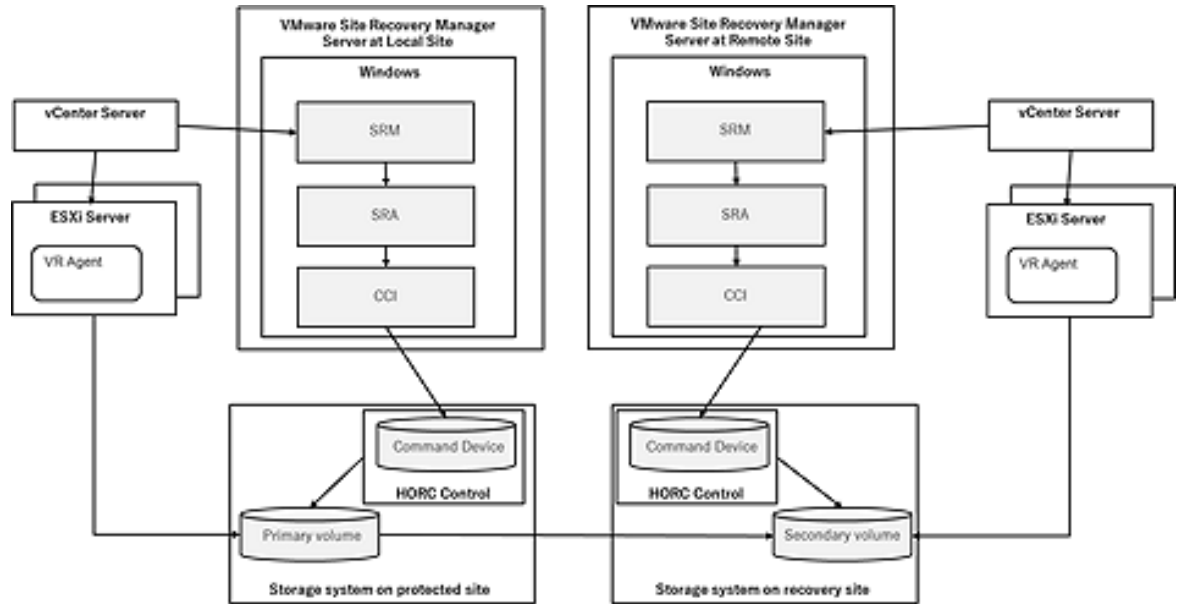 VMware Site Recovery Manager
Server at Local Site
Windows
SRM
SRA
CCI
VMware Site Recovery Manager
Server at Remote Site
Windows
SRM
SRA
CCI
vCenter Server
ESXi Server
VR Agent
vCenter Server
ESXi Server
VR Agent
Command Device
HORC Control
Primary volume
Storage system on protected site
Command Device
HORC Control
Secondary volume
Storage system on recovery site